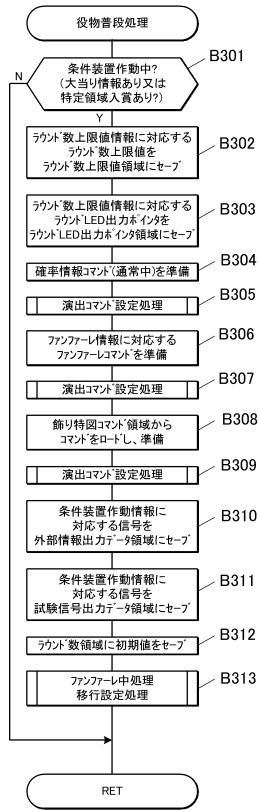 役物普段処理
条件装置作動中?
(大当り情報あり又は
特定領域入賞あり?)
B301
N
Y
ラウンド数上限値情報に対応する
ラウンド数上限値を
ラウンド数上限値領域にセーブ
B302
ラウンド数上限値情報に対応する
ラウンドLED出力ポインタを
ラウンドLED出力ポインタ領域にセーブ
B303
確率情報コマンド(通常中)を準備
B304
演出コマンド設定処理
B305
ファンファーレ情報に対応する
ファンファーレコマンドを準備
B306
演出コマンド設定処理
B307
飾り特図コマンド領域から
コマンドをロードし、準備
B308
演出コマンド設定処理
B309
条件装置作動情報に
対応する信号を
外部情報出力データ領域にセーブ
B310
条件装置作動情報に
対応する信号を
試験信号出力データ領域にセーブ
B311
ラウンド数領域に初期値をセーブ
B312
ファンファーレ中処理
移行設定処理
B313
RET